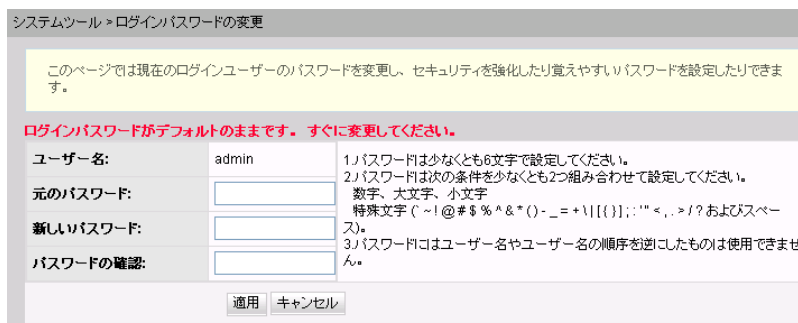 システムツール > ログインパスワードの変更
このページでは現在のログインユーザーのパスワードを変更し、セキュリティを強化したり覚えやすいパスワードを設定したりできま
す。
ログインパスワードがデフォルトのままです。 すぐに変更してください。
ユーザー名: admin
元のパスワード:
新しいパスワード:
パスワードの確認:
1.パスワードは少なくとも6文字で設定してください。
2.パスワードは次の条件を少なくとも2つ組み合わせて設定してください。
数字、大文字、小文字
特殊文字 (` ~ ! @ # $ % ^ & * ( ) - _ = + \ | [ { } ] ; : ' " < , . > / ? およびスペー
ス)。
3.パスワードにはユーザー名やユーザー名の順序を逆にしたものは使用できませ
ん。
適用 キャンセル